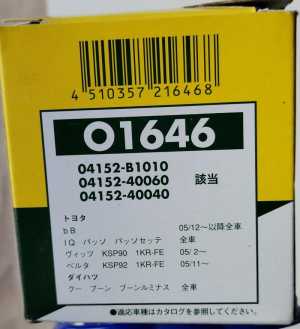 4 510357 216468
O1646
04152-B1010
04152-40060 該当
04152-40040
トヨタ
bB 05/12〜以降全車
IQ パッソ パッソセッテ 全車
ヴィッツ KSP90 1KR-FE 05/2〜
ベルタ KSP92 1KR-FE 05/11〜
ダイハツ
クー ブーン ブーンルミナス 全車
●適応車種はカタログを参照してください。